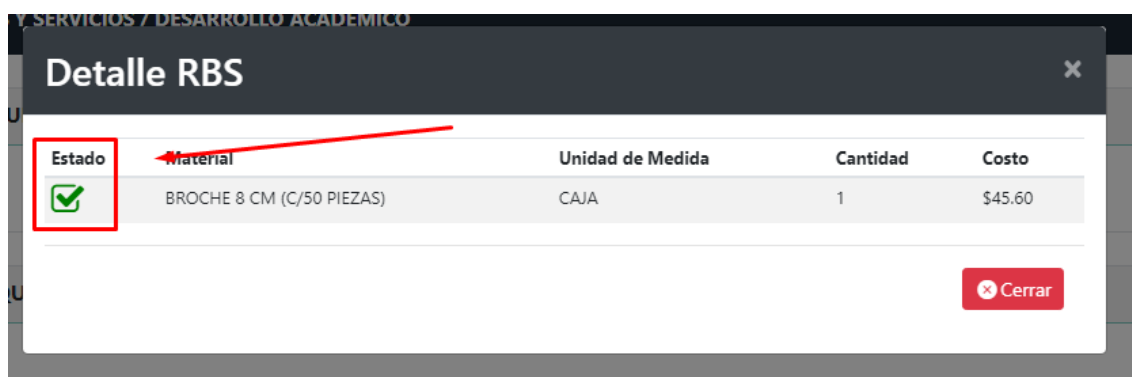 Y SERVICIOS / DESARROLLO ACADÉMICO
Detalle RBS
Estado Material Unidad de Medida Cantidad Costo
BROCHE 8 CM (C/50 PIEZAS) CAJA 1 $45.60
Cerrar